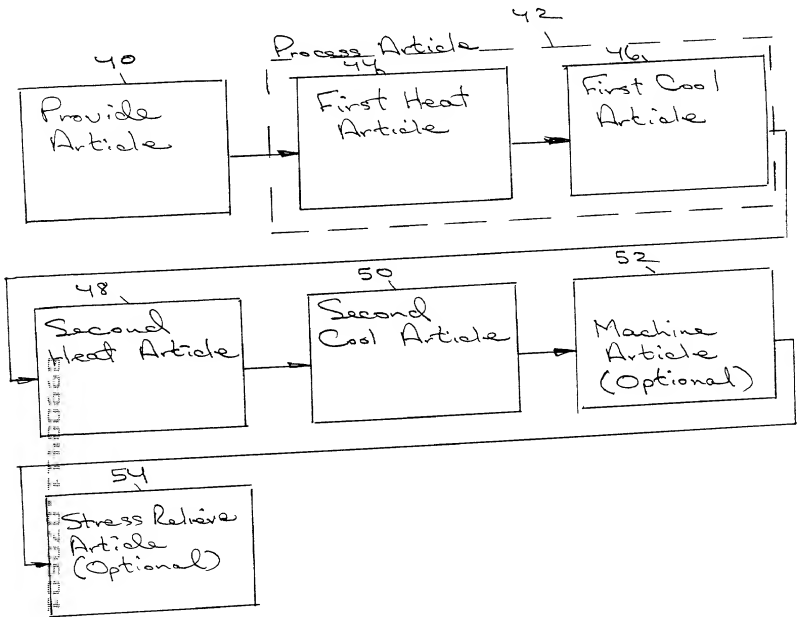 42
Process Article
40
44
46
Provide
Article
First Heat
Article
First Cool
Article
48
50
52
Second
Heat Article
Second
Cool Article
Machine
Article
(Optional)
54
Stress Relieve
Article
(Optional)